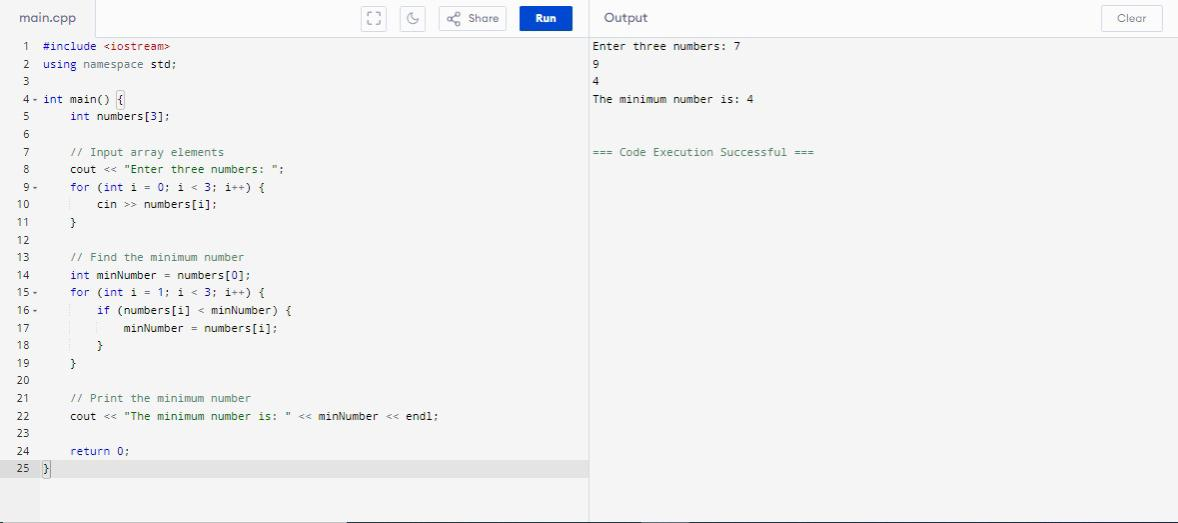 main.cpp
Share
Run
Output
Clear
1 #include <iostream>
2 using namespace std;
3
4 int main() {
5     int numbers[3];
6
7     // Input array elements
8     cout << "Enter three numbers: ";
9     for (int i = 0; i < 3; i++) {
10         cin >> numbers[i];
11     }
12
13     // Find the minimum number
14     int minNumber = numbers[0];
15     for (int i = 1; i < 3; i++) {
16         if (numbers[i] < minNumber) {
17             minNumber = numbers[i];
18         }
19     }
20
21     // Print the minimum number
22     cout << "The minimum number is: " << minNumber << endl;
23
24     return 0;
25 }
Enter three numbers: 7
9
4
The minimum number is: 4
=== Code Execution Successful ===